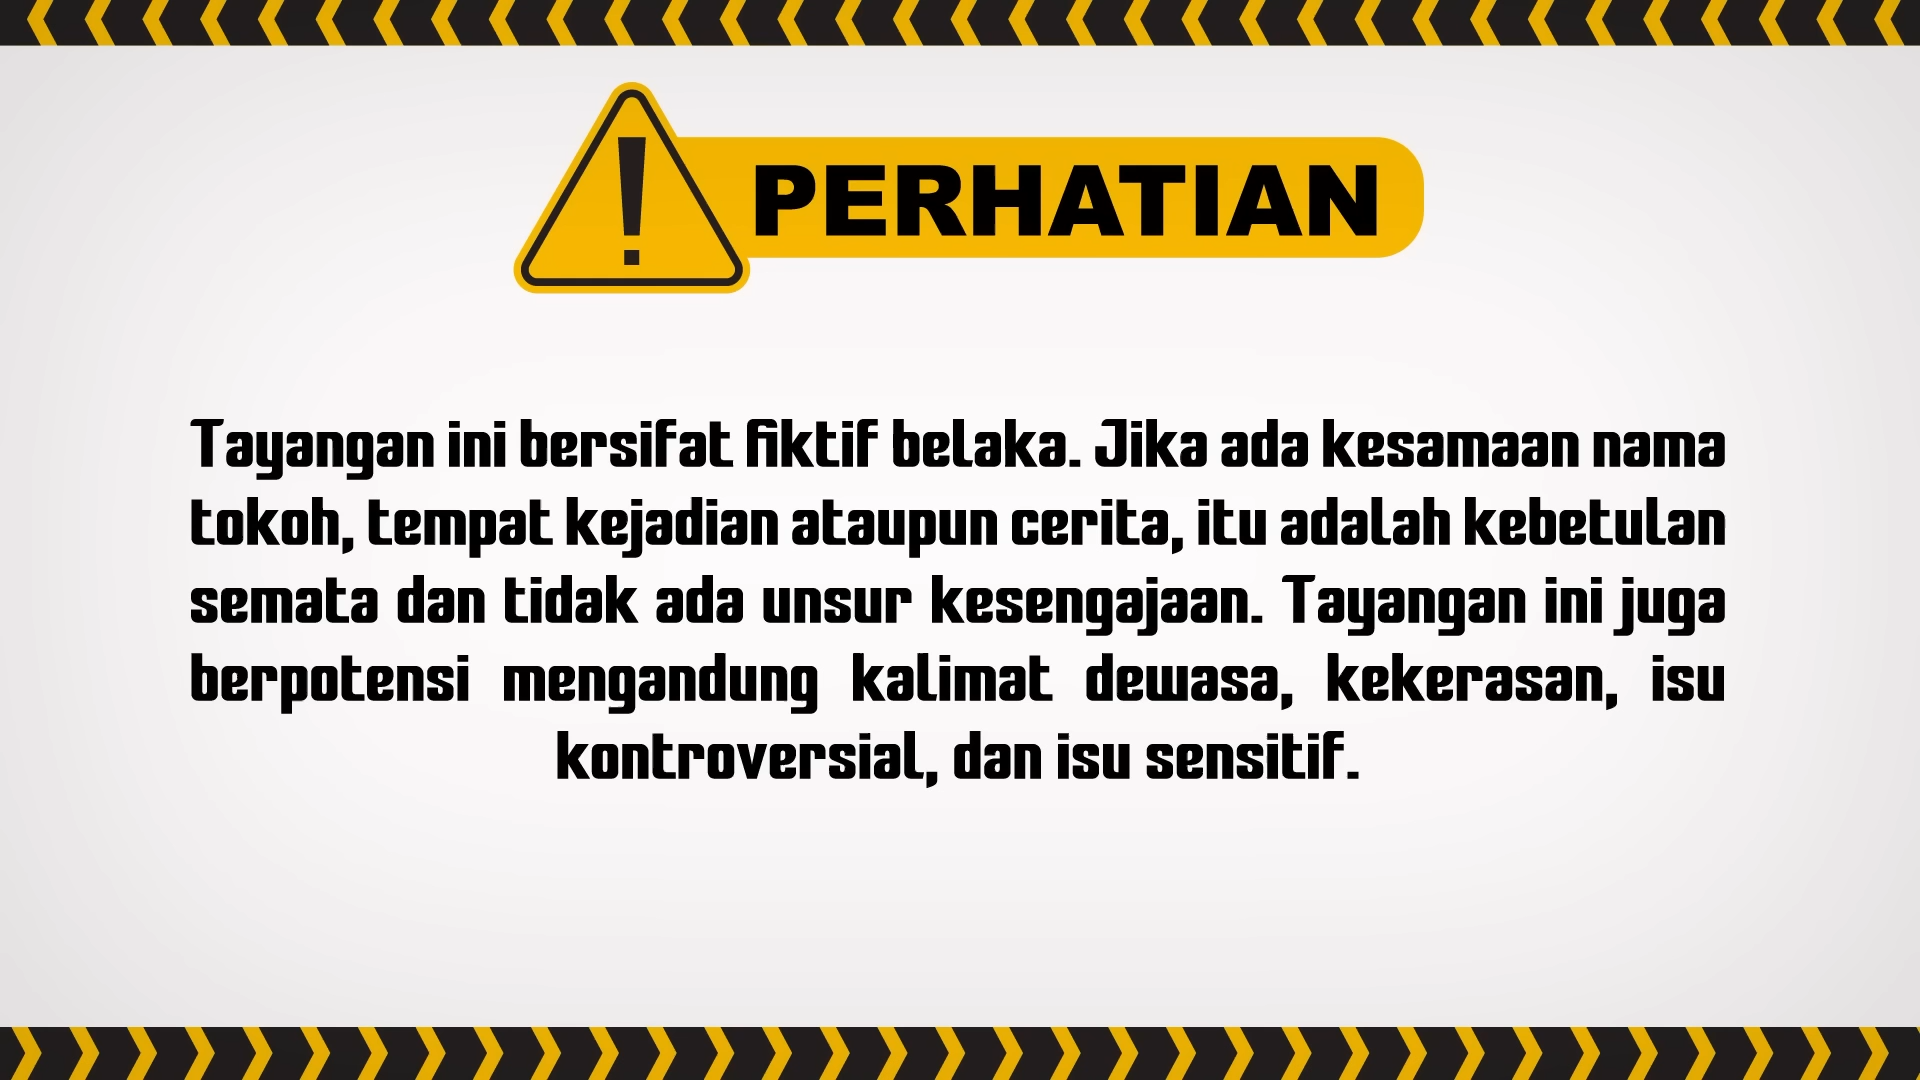 PERHATIAN
Tayangan ini bersifat fiktif belaka. Jika ada kesamaan nama
tokoh, tempat kejadian ataupun cerita, itu adalah kebetulan
semata dan tidak ada unsur kesengajaan. Tayangan ini juga
berpotensi mengandung kalimat dewasa, kekerasan, isu
kontroversial, dan isu sensitif.